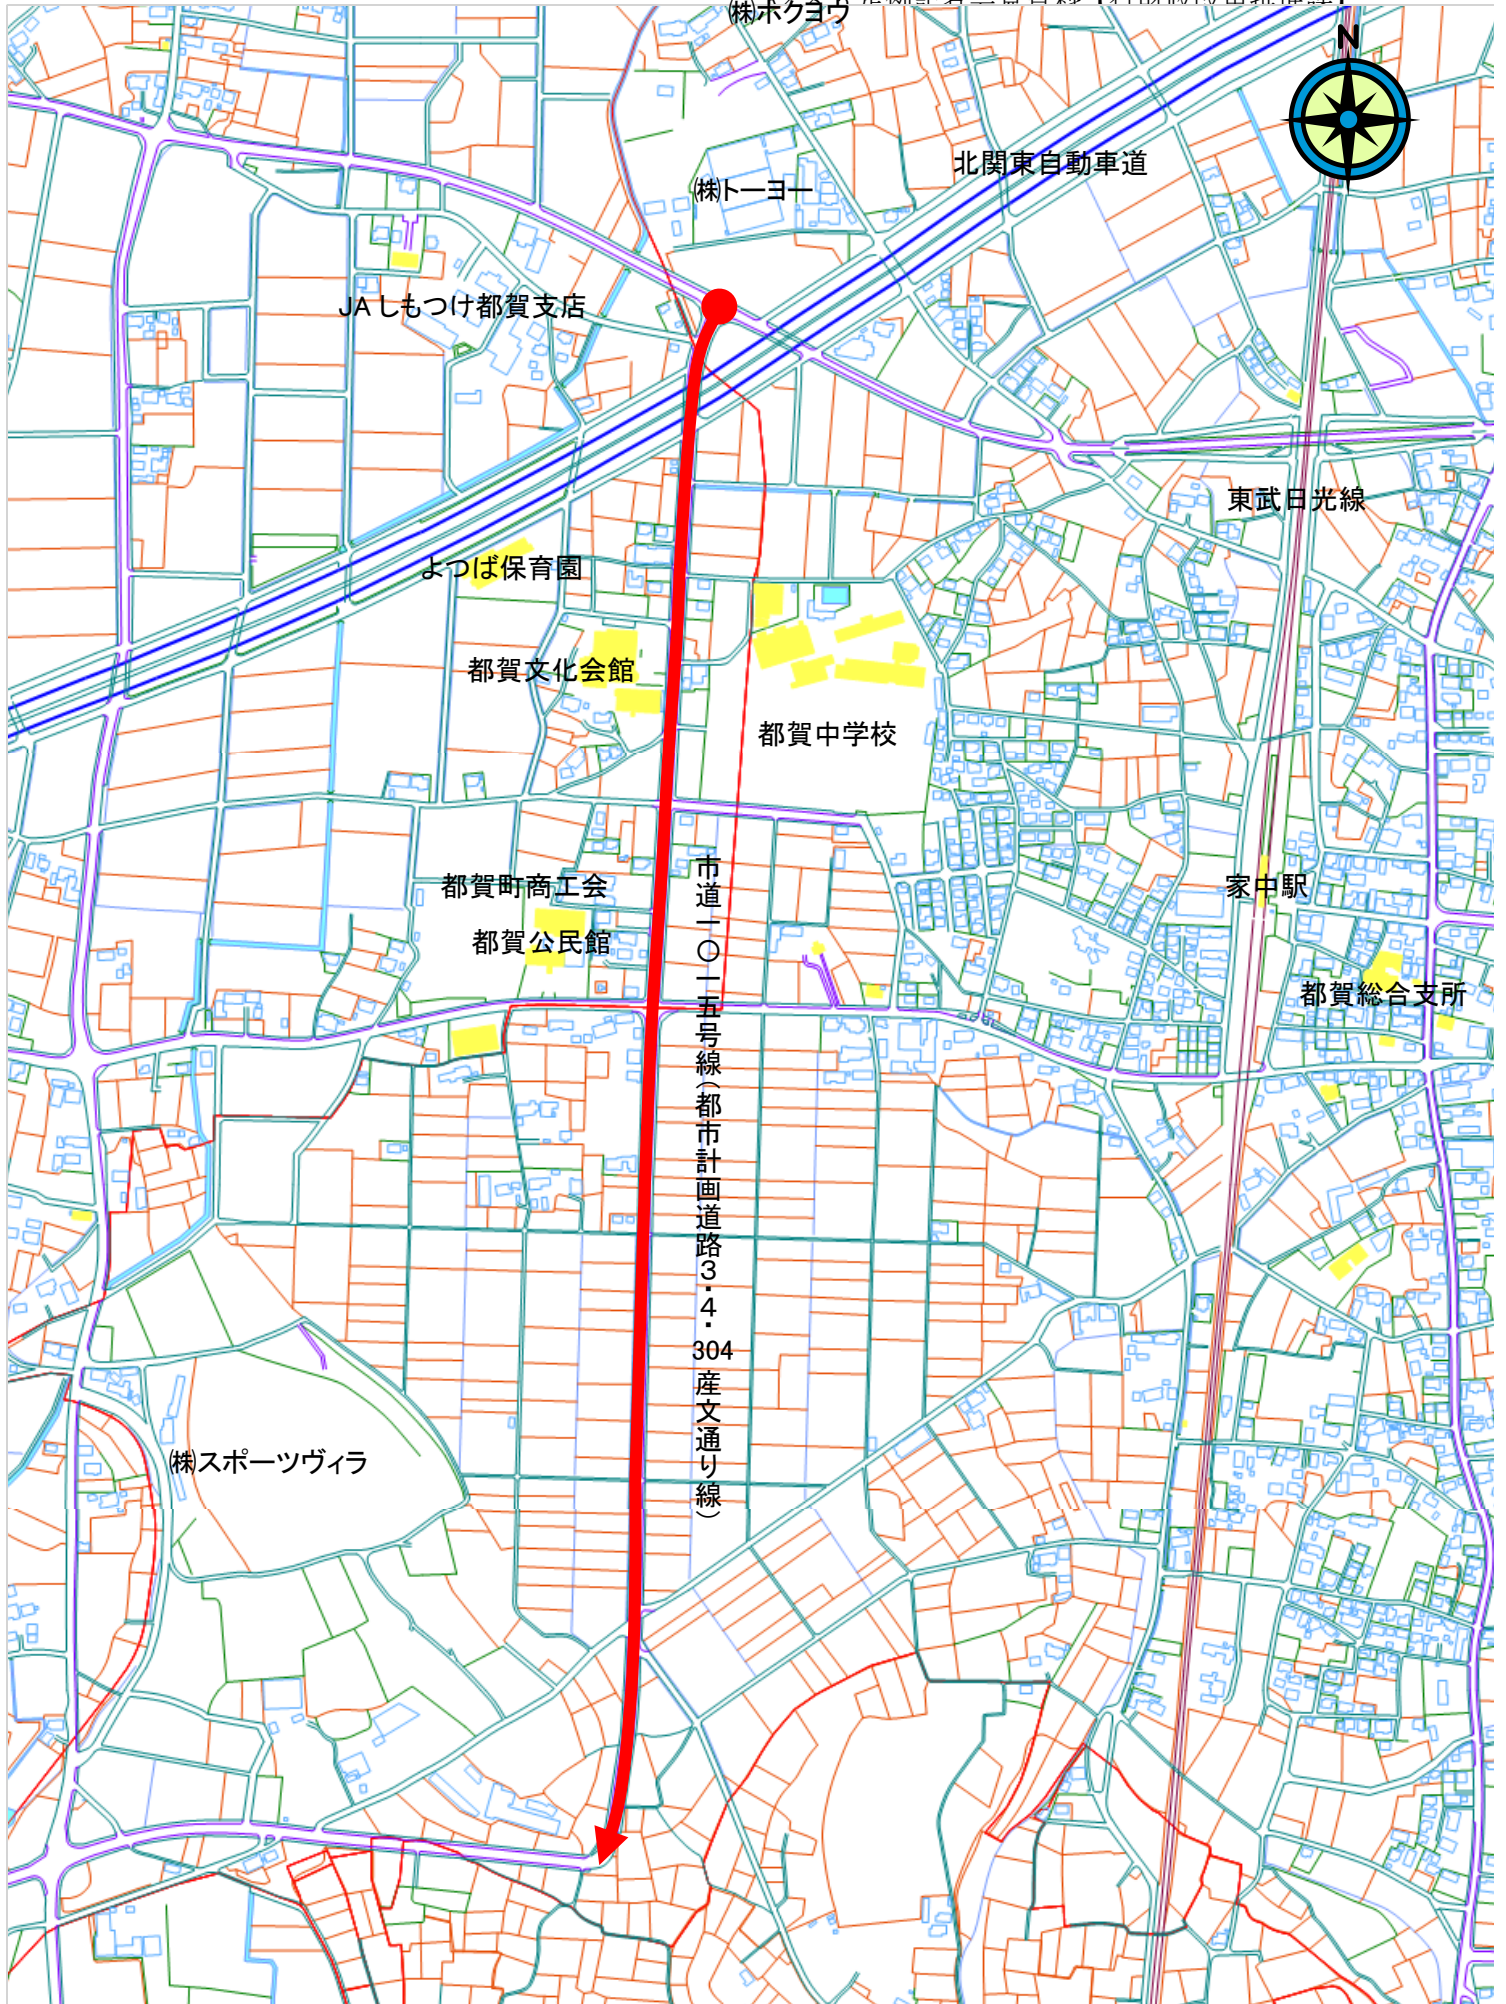 ㈱ホクヨウ
N
北関東自動車道
㈱トーヨー
JAしもつけ都賀支店
東武日光線
よつば保育園
都賀文化会館
都賀中学校
都賀町商工会
家中駅
都賀公民館
都賀総合支所
市道一〇一五号線（都市計画道路3・4・304産文通り線）
㈱スポーツヴィラ